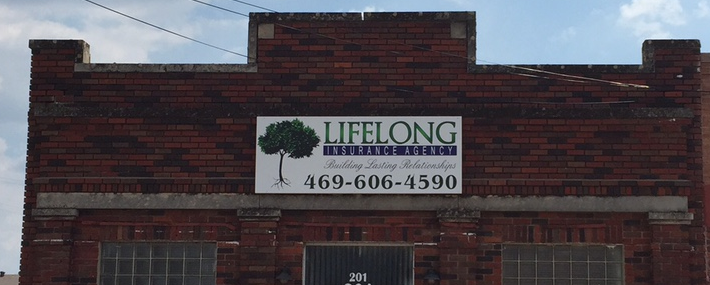 LIFELONG
INSURANCE AGENCY
Building Lasting Relationships
469-606-4590
201